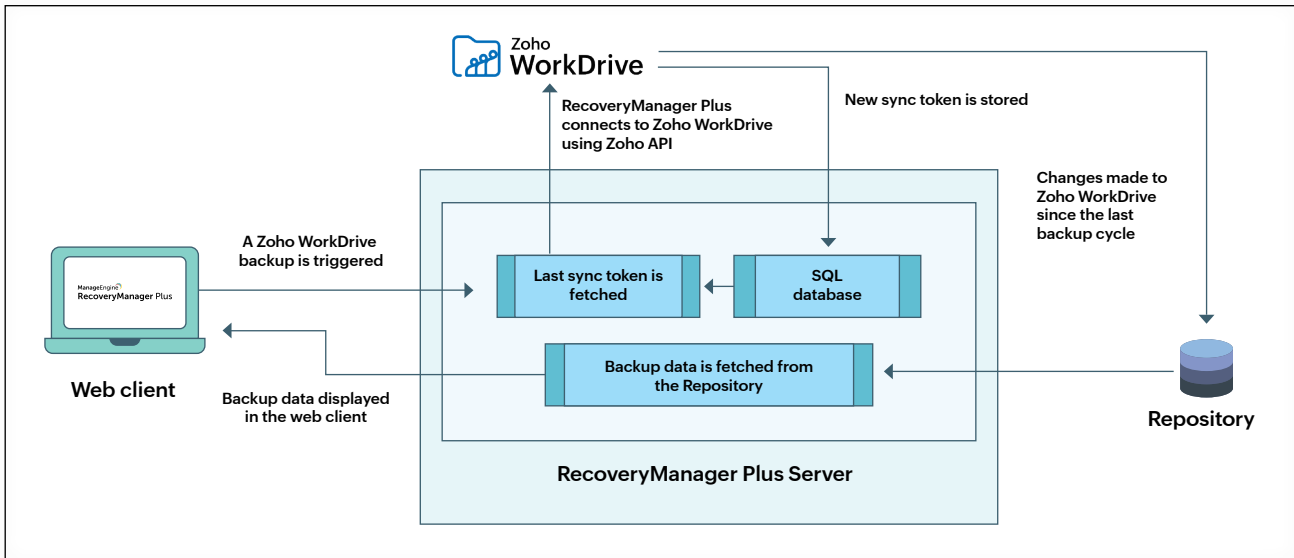 Zoho
WorkDrive
RecoveryManager Plus
connects to Zoho WorkDrive
using Zoho API
New sync token is stored
Changes made to
Zoho WorkDrive
since the last
backup cycle
A Zoho WorkDrive
backup is triggered
ManageEngine
RecoveryManager Plus
Last sync token is
fetched
SQL
database
Backup data is fetched from
the Repository
Web client
Backup data displayed
in the web client
Repository
RecoveryManager Plus Server